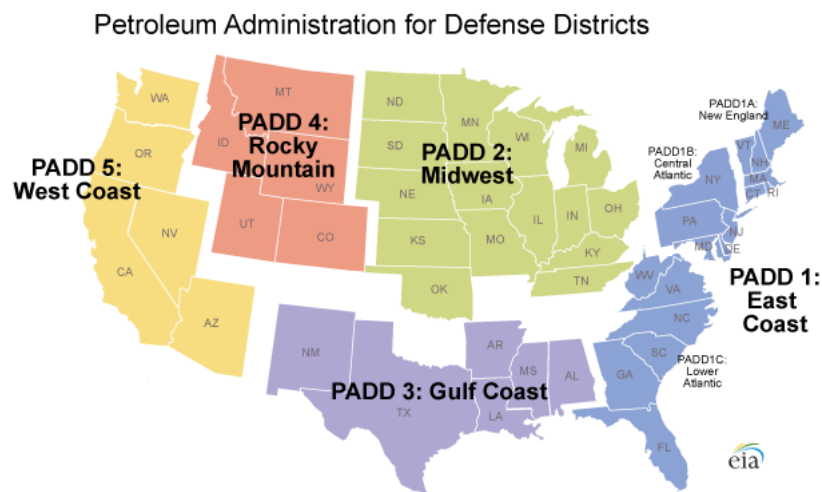 Petroleum Administration for Defense Districts
WA
OR
CA
NV
AZ
PADD 5:
West Coast
MT
ID
WY
UT
CO
PADD 4:
Rocky
Mountain
ND
SD
NE
KS
OK
MN
IA
MO
WI
IL
MI
IN
OH
KY
TN
PADD 2:
Midwest
NM
TX
AR
LA
MS
AL
PADD 3: Gulf Coast
PADD1A:
New England
ME
VT
NH
MA
CT
RI
PADD1B:
Central
Atlantic
NY
PA
NJ
MD
DE
WV
VA
NC
SC
GA
FL
PADD1C:
Lower
Atlantic
PADD 1:
East
Coast
eia